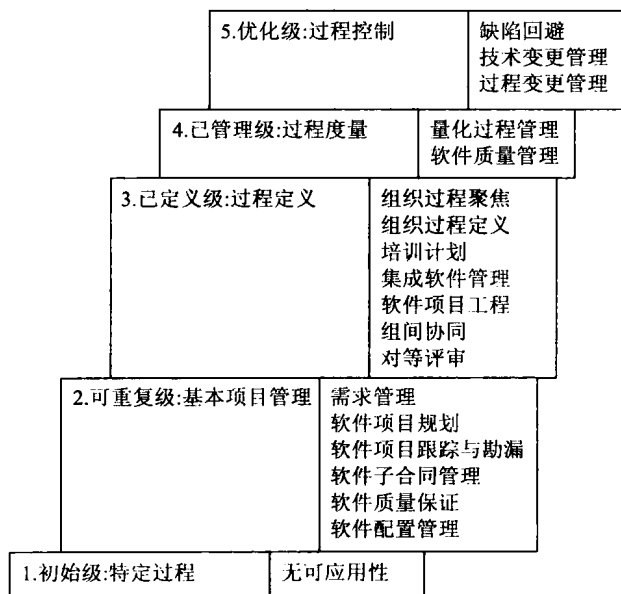 5.优化级:过程控制
缺陷回避
技术变更管理
过程变更管理
4.已管理级:过程度量
量化过程管理
软件质量管理
3.已定义级:过程定义
组织过程聚焦
组织过程定义
培训计划
集成软件管理
软件项目工程
组间协同
对等评审
2.可重复级:基本项目管理
需求管理
软件项目规划
软件项目跟踪与勘漏
软件子合同管理
软件质量保证
软件配置管理
1.初始级:特定过程
无可应用性